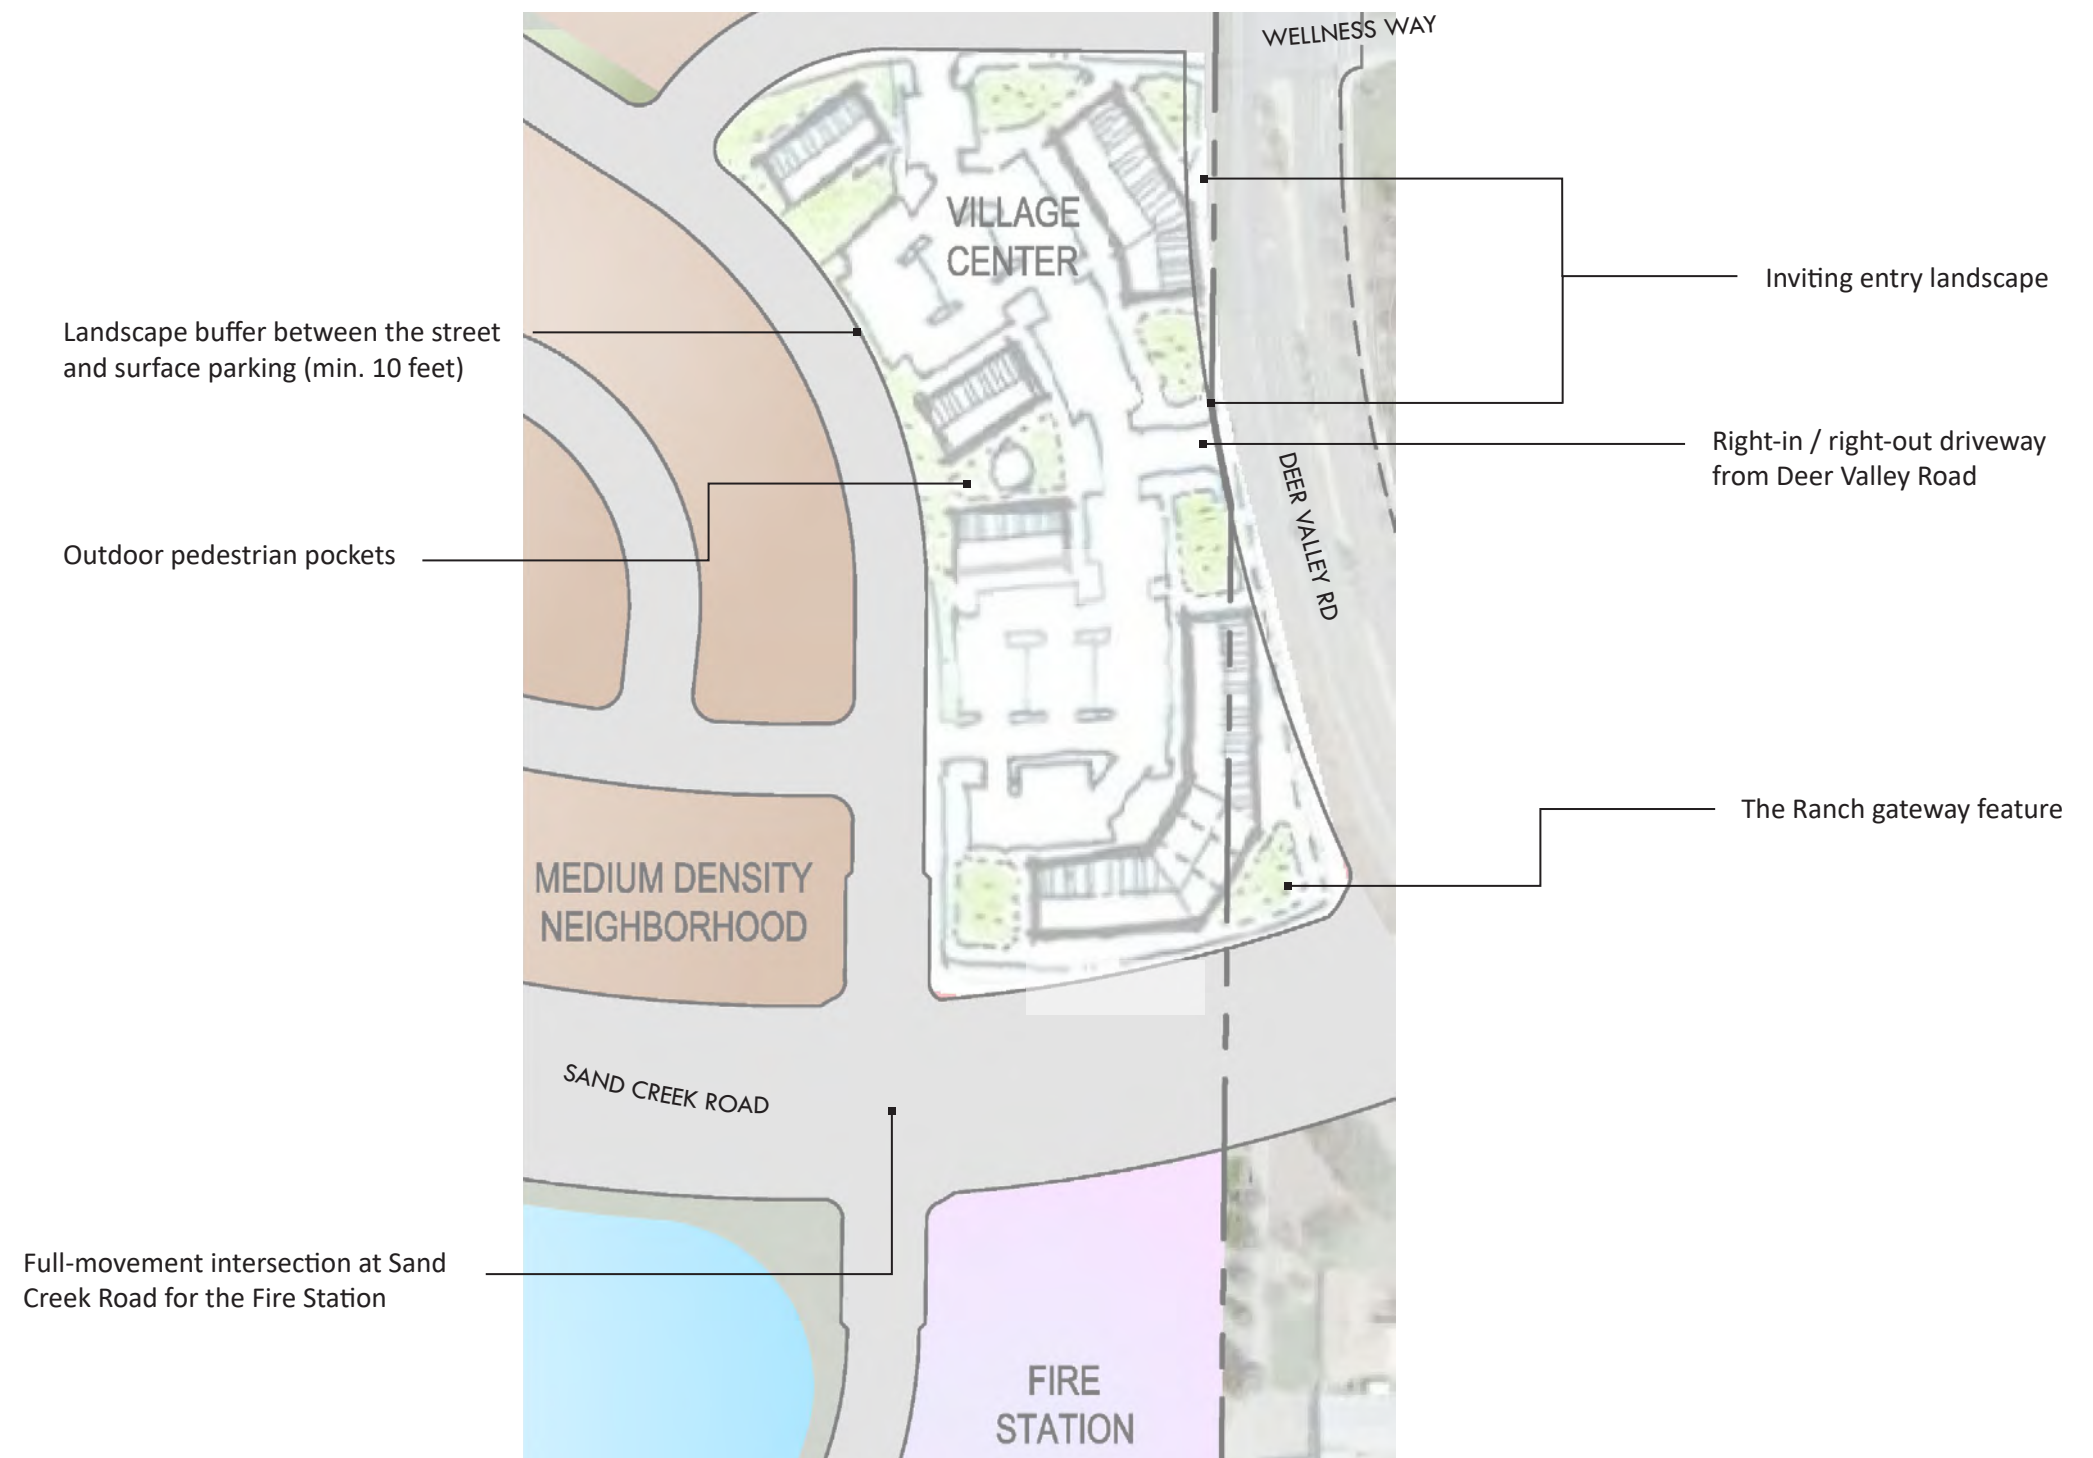 WELLNESS WAY
VILLAGE
CENTER
Inviting entry landscape
Landscape buffer between the street
and surface parking (min. 10 feet)
Right-in / right-out driveway
from Deer Valley Road
DEER VALLEY RD
Outdoor pedestrian pockets
The Ranch gateway feature
MEDIUM DENSITY
NEIGHBORHOOD
SAND CREEK ROAD
Full-movement intersection at Sand
Creek Road for the Fire Station
FIRE
STATION